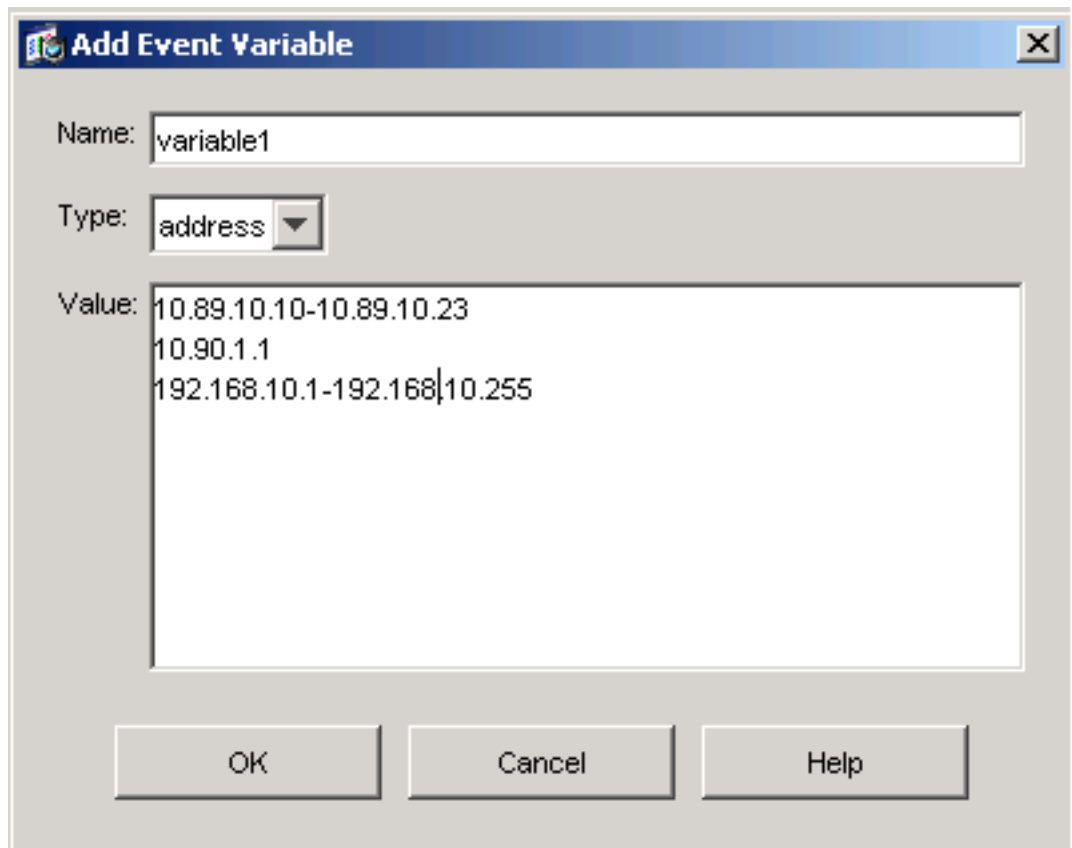 Add Event Variable
Name: variable1
Type: address
Value: 10.89.10.10-10.89.10.23
10.90.1.1
192.168.10.1-192.168.10.255
OK Cancel Help